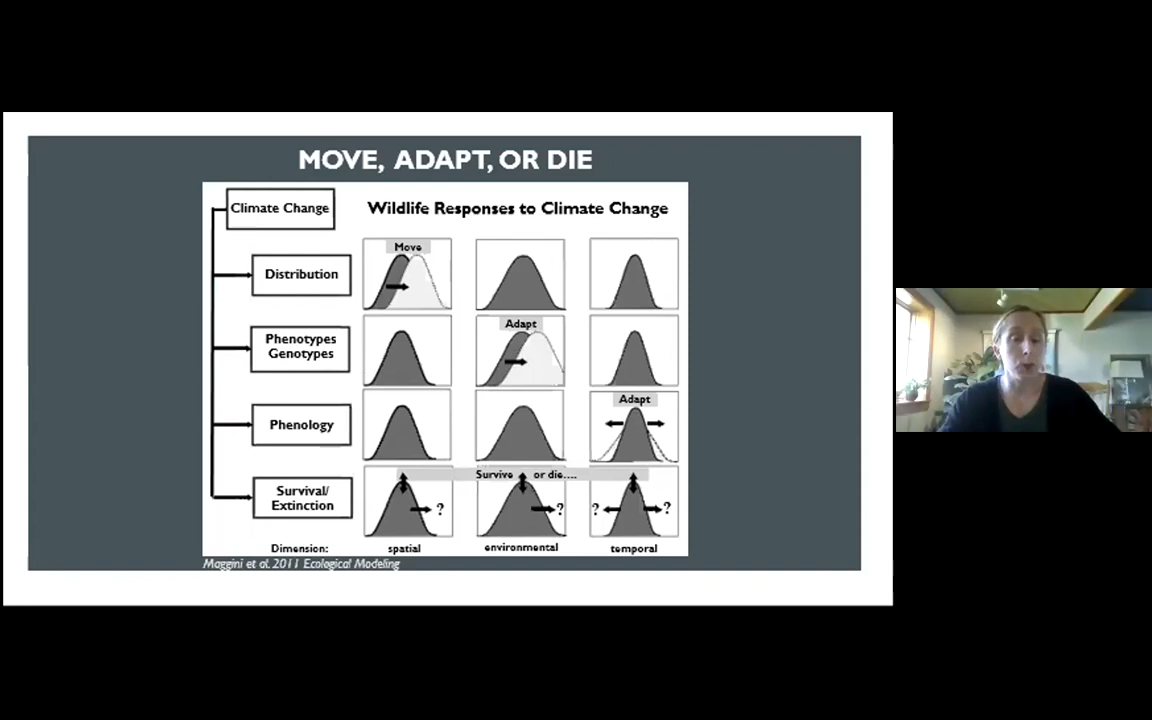 MOVE, ADAPT, OR DIE
Climate Change
Wildlife Responses to Climate Change
Move
Distribution
Adapt
Phenotypes
Genotypes
Adapt
Phenology
Survive or die....
Survival/
Extinction
? ? ? ?
Dimension: spatial environmental temporal
Maggini et al. 2011 Ecological Modeling